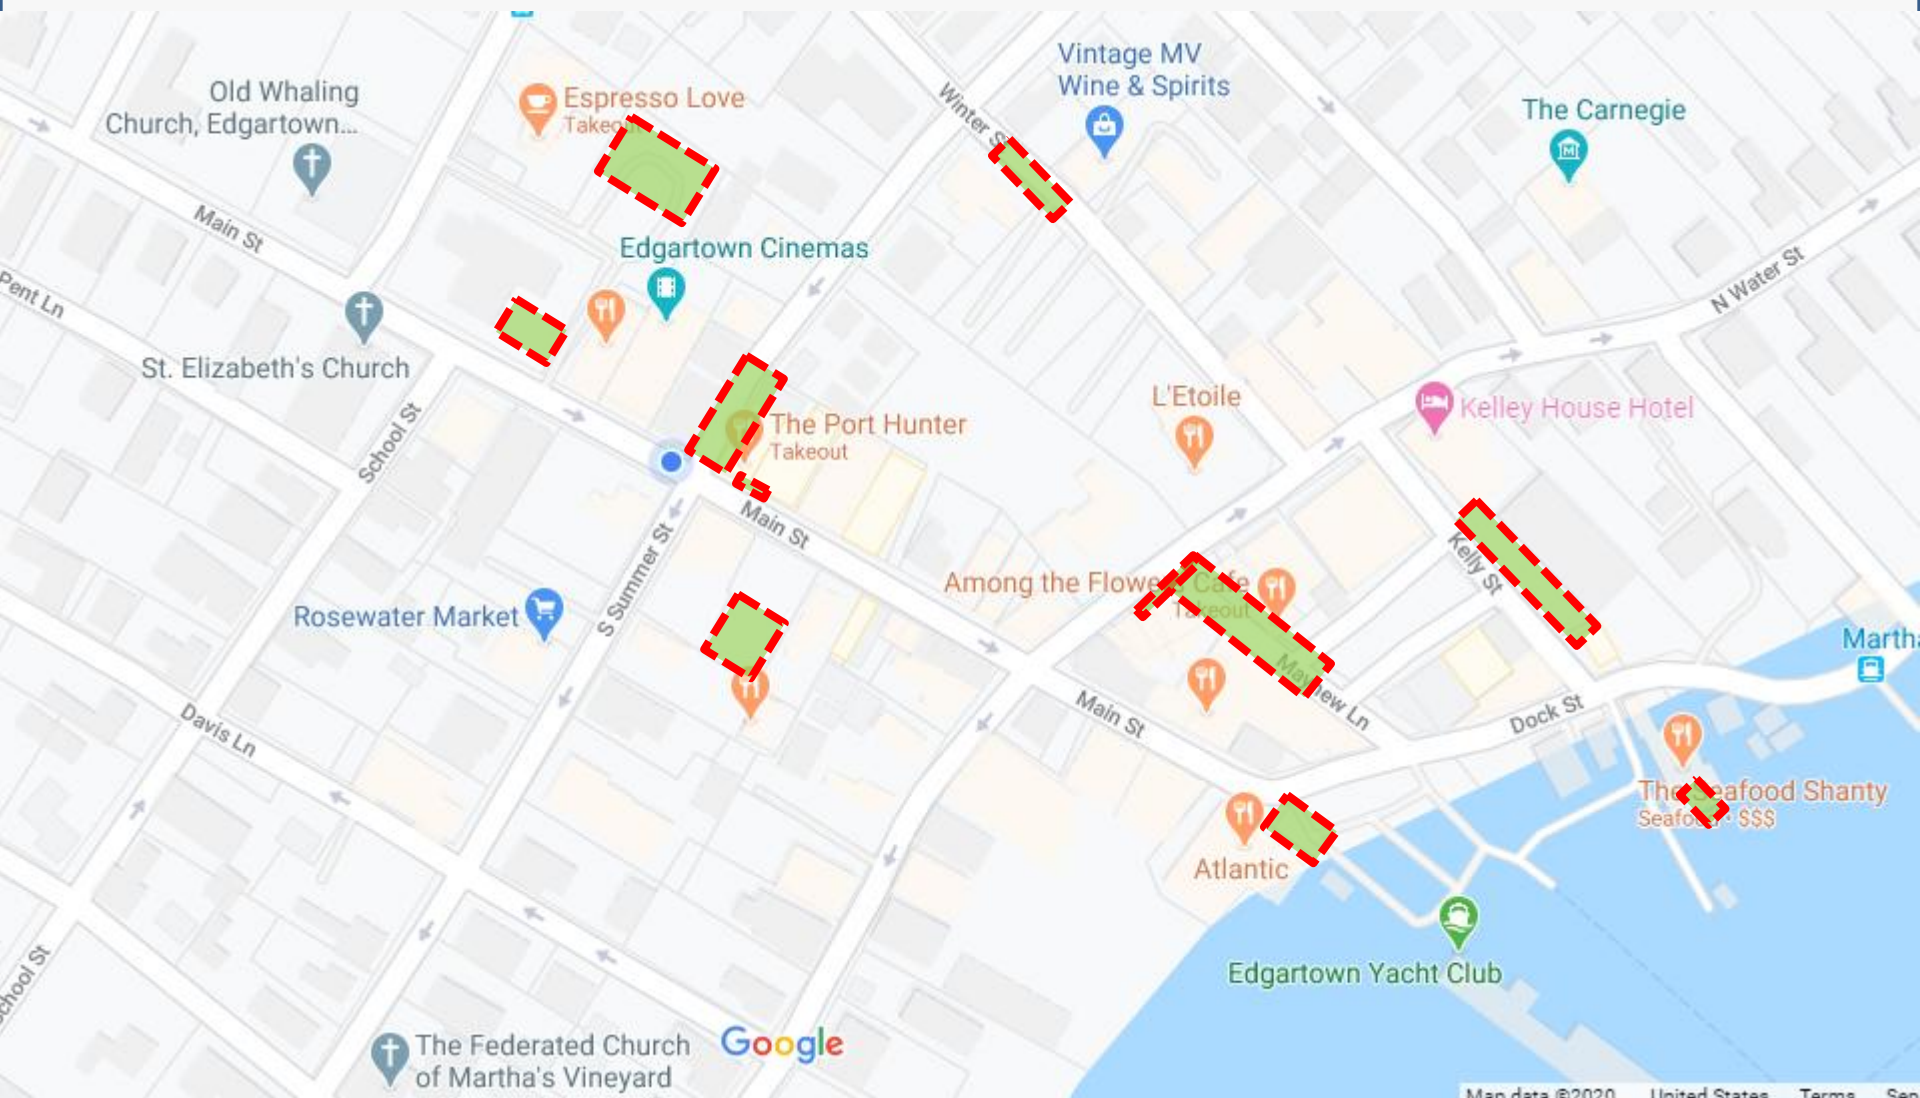 Vintage MV
Wine & Spirits
Old Whaling
Church, Edgartown...
Espresso Love
Winter
The Carnegie
Main St
Edgartown Cinemas
N Water St
Pent Ln
St. Elizabeth's Church
L'Etoile
Kelley House Hotel
School St
The Port Hunter
Takeout
Main St
Kelly St
S Summer St
Among the
Cafe
Takeout
Rosewater Market
Martha
Main St
Dock St
Davis Ln
Seafood Shanty
$$$
Atlantic
Edgartown Yacht Club
School St
The Federated Church
of Martha's Vineyard
Google
Map data ©2020 United States Terms